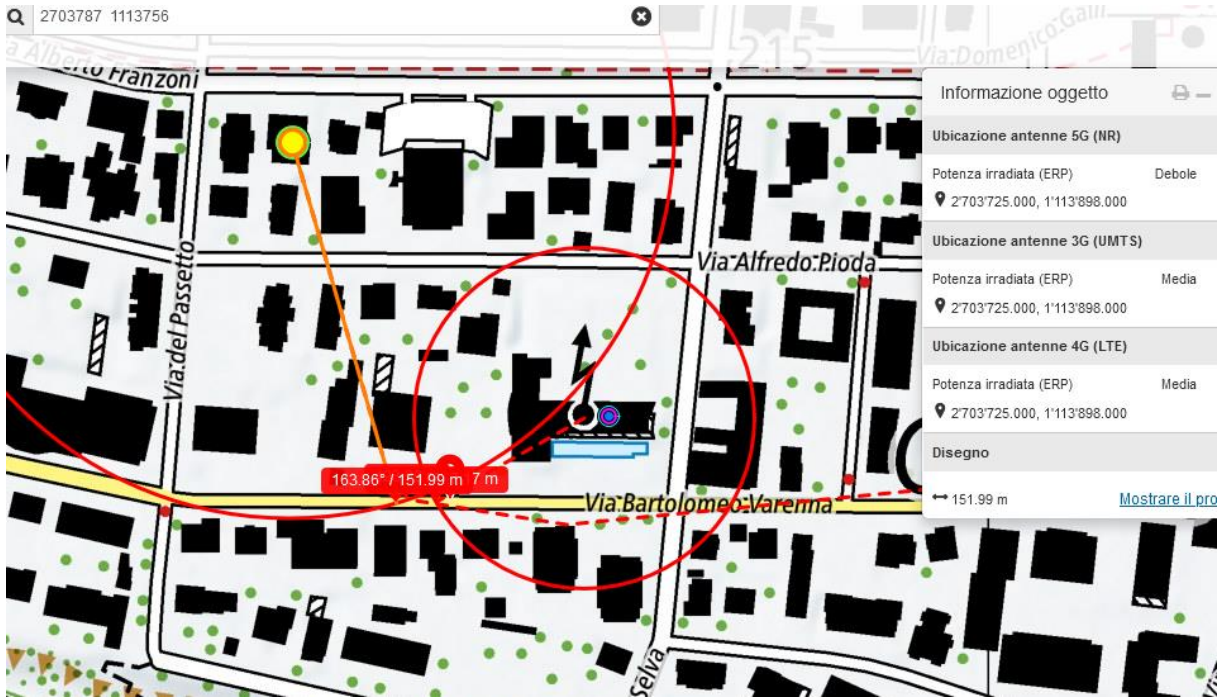 2703787 1113756
215
Via Domenico Galli
a Alberto Franzoni
Informazione oggetto
Ubicazione antenne 5G (NR)
Potenza irradiata (ERP) Debole
2'703'725.000, 1'113'898.000
Ubicazione antenne 3G (UMTS)
Potenza irradiata (ERP) Media
2'703'725.000, 1'113'898.000
Ubicazione antenne 4G (LTE)
Potenza irradiata (ERP) Media
2'703'725.000, 1'113'898.000
Disegno
151.99 m Mostrare il pro
Via Alfredo Pioda
Via del Passetto
163.86° / 151.99 m 7 m
Via Bartolomeo Varenna
Selva